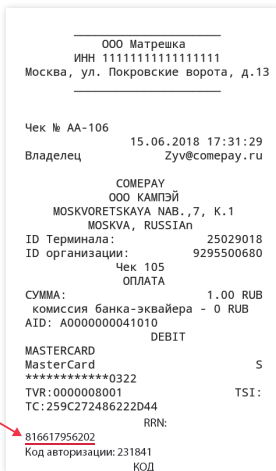 ООО Матрешка
ИНН 11111111111111111
Москва, ул. Покровские ворота, д.13
Чек № АА-106
15.06.2018 17:31:29
Владелец Zyv@comepay.ru
COMEPAY
ООО КАМПЭЙ
MOSKVORETSKAYA NAB.,7, K.1
MOSKVA, RUSSIAn
ID Терминала: 25029018
ID организации: 9295500680
Чек 105
ОПЛАТА
СУММА: 1.00 RUB
комиссия банка-эквайера - 0 RUB
AID: A0000000041010
DEBIT
MASTERCARD
MasterCard S
************0322
TVR:0000008001 TSI:
TC:259C272486222D44
RRN:
816617956202
Код авторизации: 231841
КОД